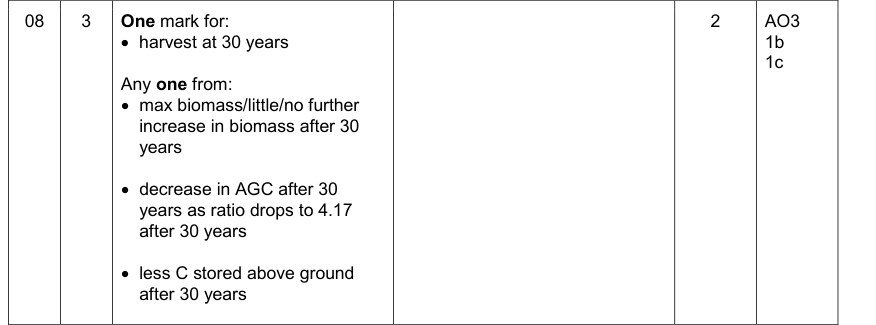 08 3 One mark for: 2 AO3
• harvest at 30 years 1b
1c
Any one from:
• max biomass/little/no further
increase in biomass after 30
years
• decrease in AGC after 30
years as ratio drops to 4.17
after 30 years
• less C stored above ground
after 30 years